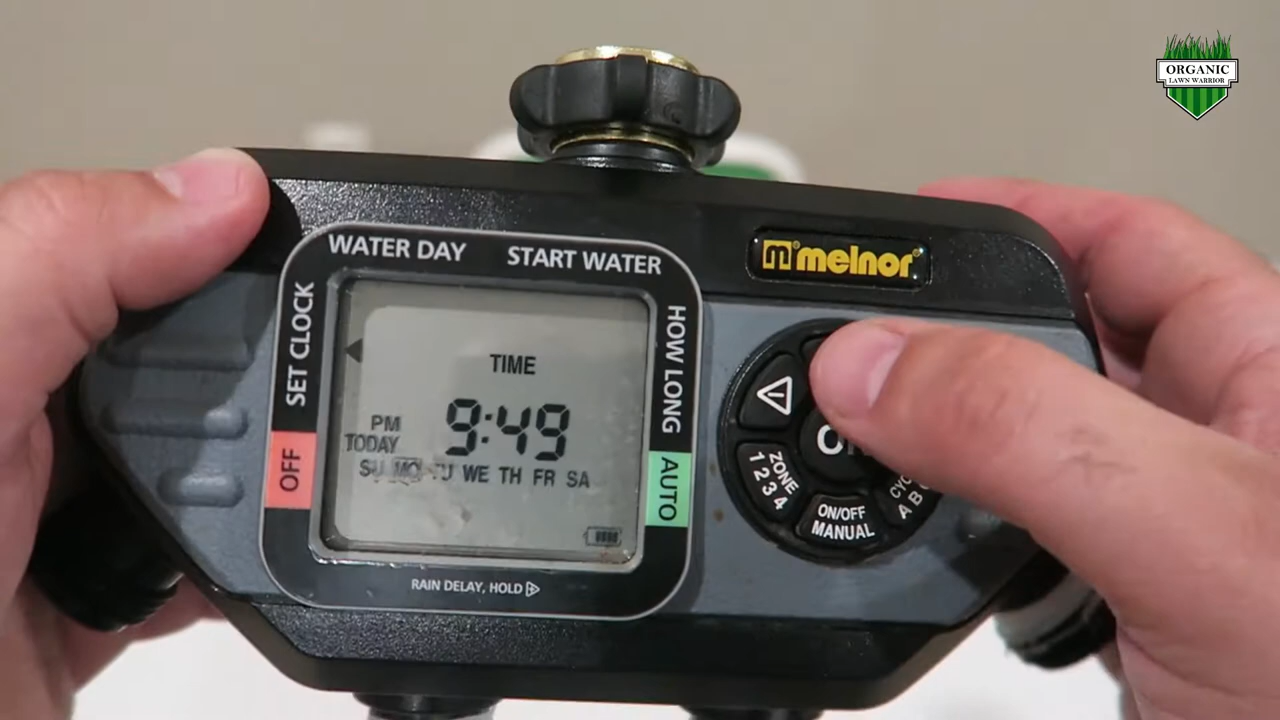 ORGANIC
LAWN WARRIOR
WATER DAY
START WATER
melnor
SET CLOCK
HOW LONG
TIME
PM
9:49
TODAY
SU MO TU WE TH FR SA
OFF
AUTO
ZONE
1 2 3 4
ON/OFF
MANUAL
A B
RAIN DELAY, HOLD